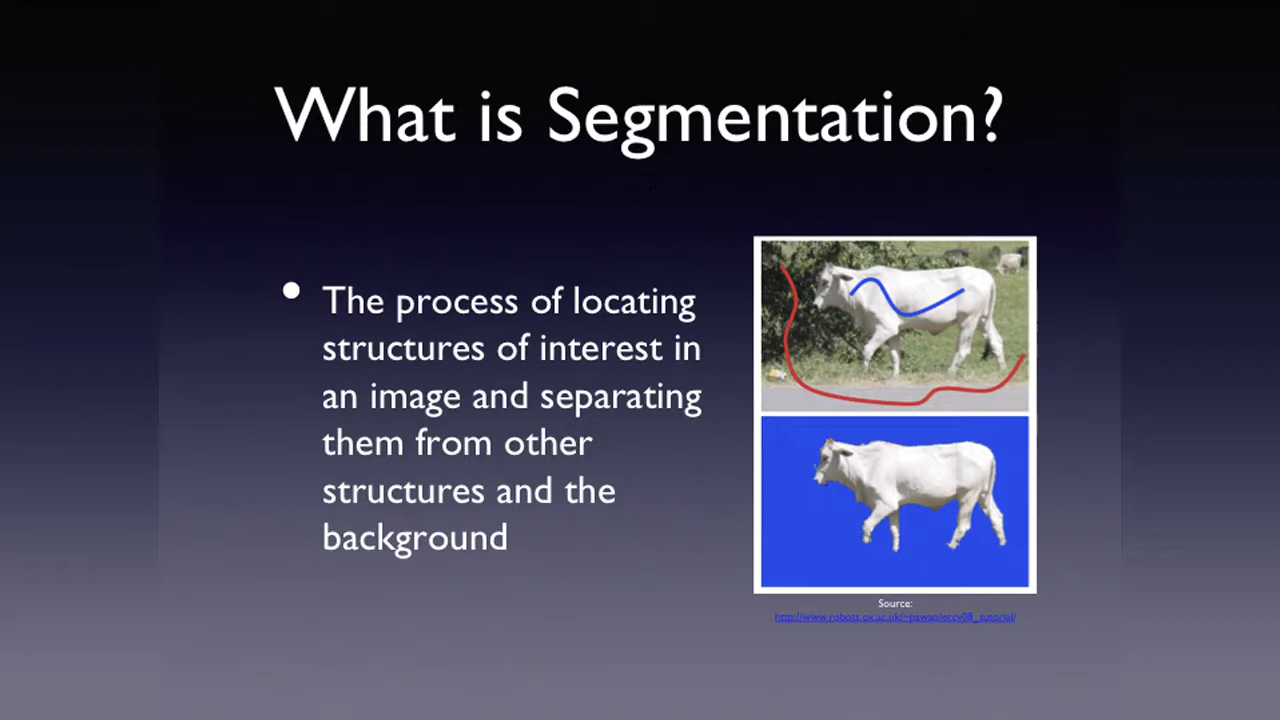 What is Segmentation?
• The process of locating
structures of interest in
an image and separating
them from other
structures and the
background
Source:
http://www.robots.ox.ac.uk/~pawan/eccv08_tutorial/